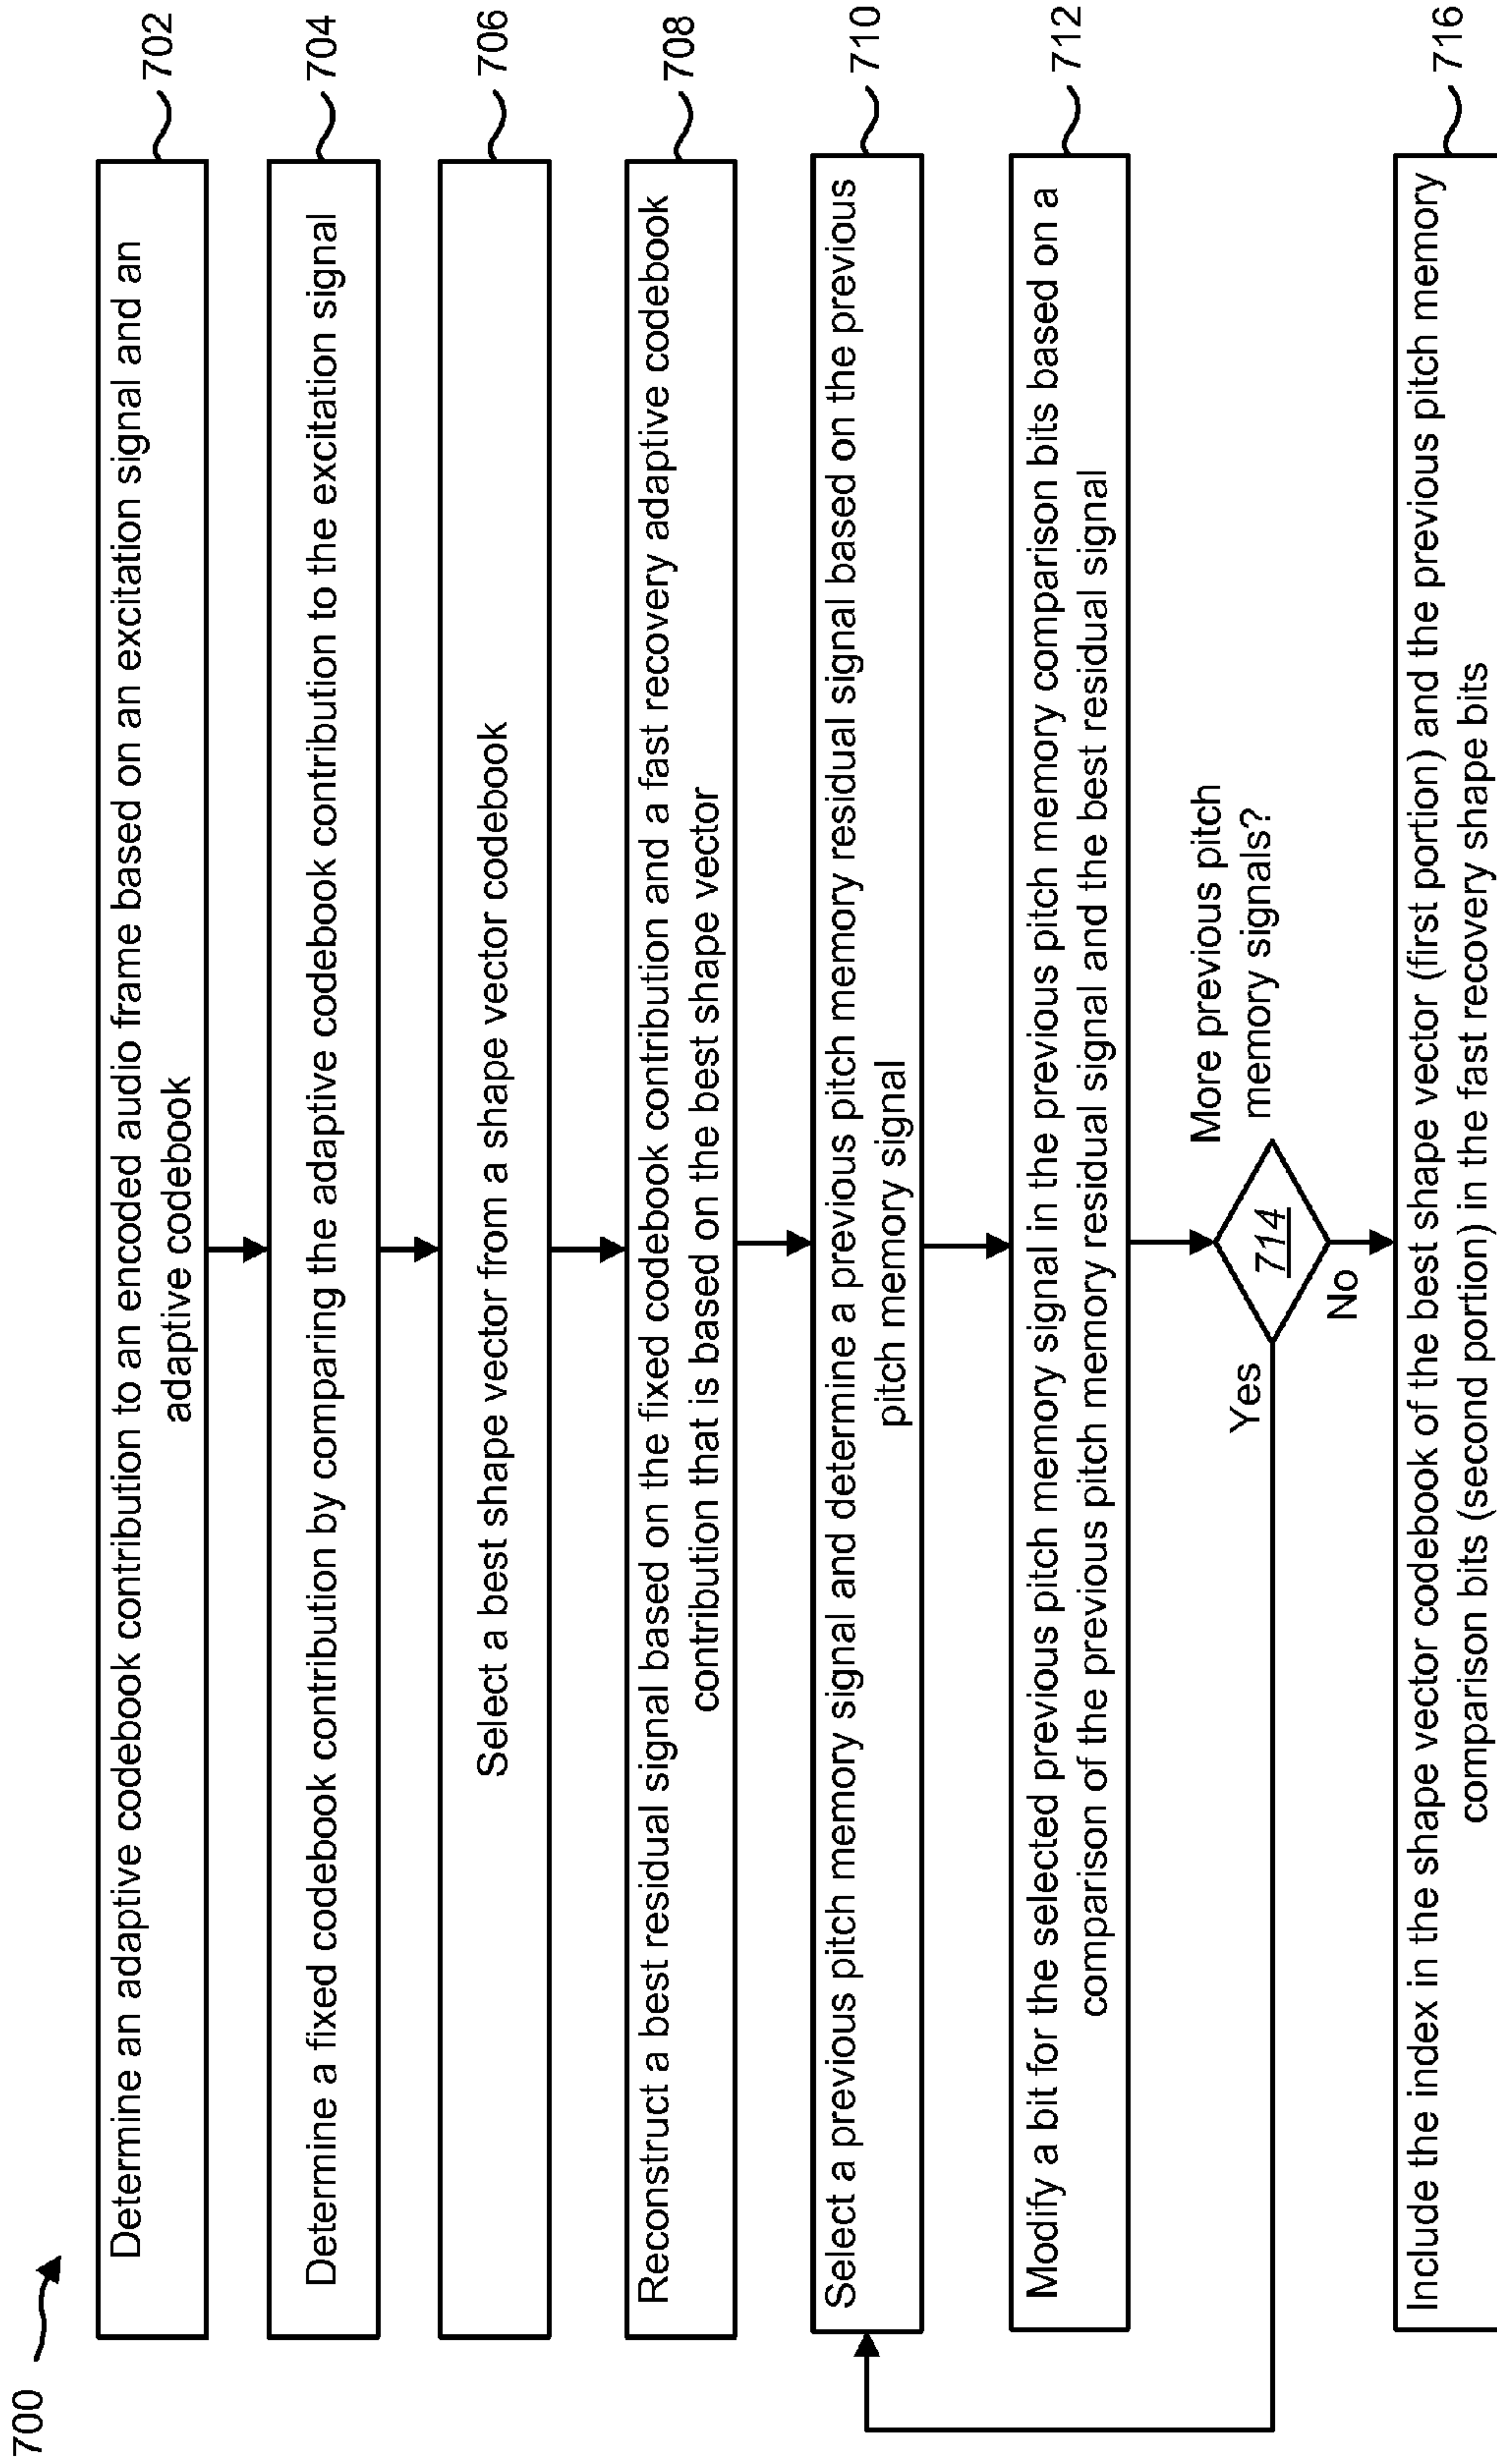 700
Determine an adaptive codebook contribution to an encoded audio frame based on an excitation signal and an
adaptive codebook
702
Determine a fixed codebook contribution by comparing the adaptive codebook contribution to the excitation signal
704
Select a best shape vector from a shape vector codebook
706
Reconstruct a best residual signal based on the fixed codebook contribution and a fast recovery adaptive codebook
contribution that is based on the best shape vector
708
Select a previous pitch memory signal and determine a previous pitch memory residual signal based on the previous
pitch memory signal
710
Modify a bit for the selected previous pitch memory signal in the previous pitch memory comparison bits based on a
comparison of the previous pitch memory residual signal and the best residual signal
712
More previous pitch
memory signals?
714
Yes
No
Include the index in the shape vector codebook of the best shape vector (first portion) and the previous pitch memory
comparison bits (second portion) in the fast recovery shape bits
716